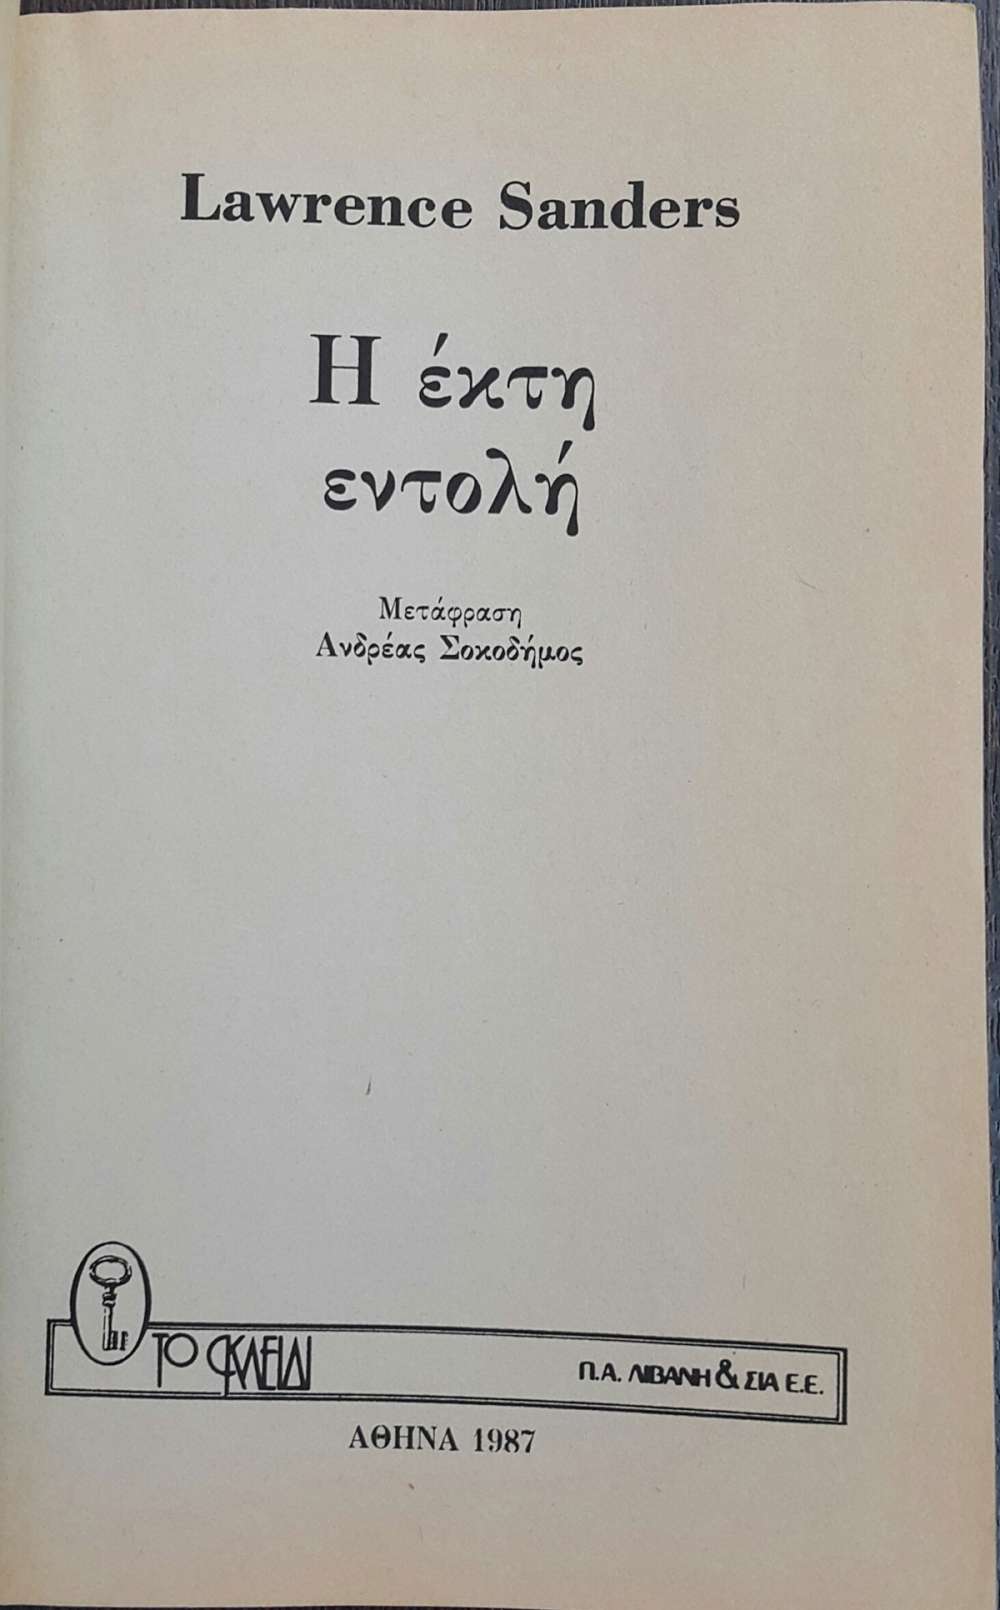 Lawrence Sanders
Η έκτη
εντολή
Μετάφραση
Ανδρέας Σοκοδήμος
ΤΟ ΚΛΕΙΔΙ
Π.Α. ΛΙΒΑΝΗ & ΣΙΑ Ε.Ε.
ΑΘΗΝΑ 1987